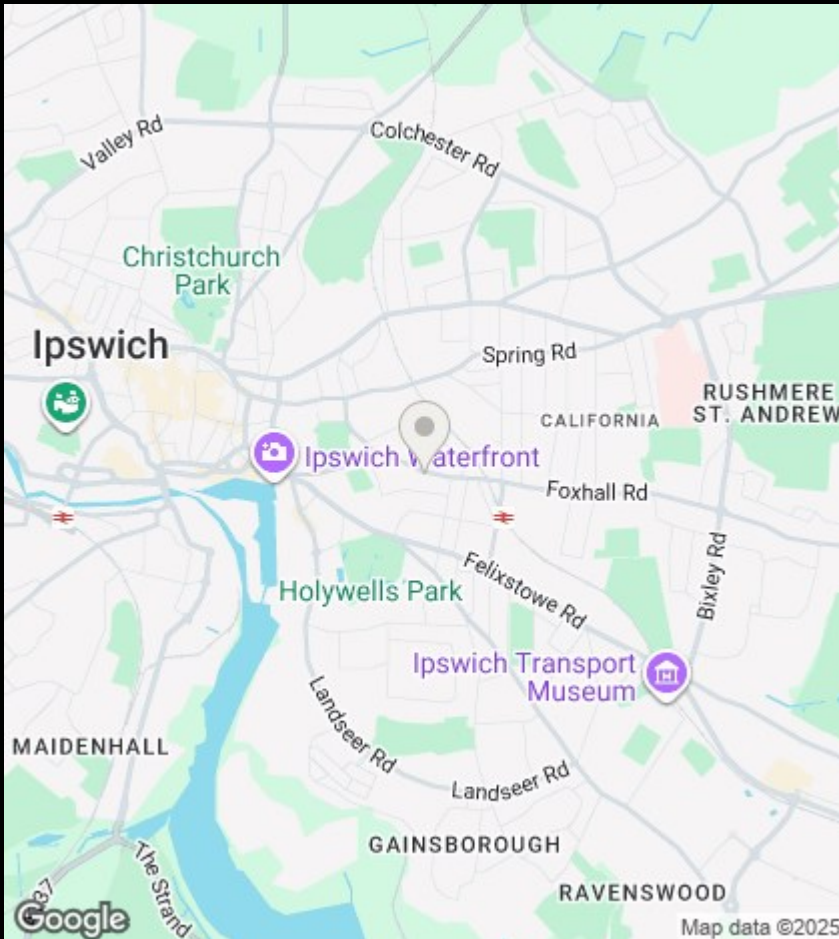 Valley Rd
Colchester Rd
Christchurch
Park
Ipswich
Spring Rd
RUSHMERE
ST. ANDREW
CALIFORNIA
Ipswich Waterfront
Foxhall Rd
Felixstowe Rd
Bixley Rd
Holywells Park
Ipswich Transport
Museum
Landseer Rd
MAIDENHALL
Landseer Rd
GAINSBOROUGH
The Strand
37
RAVENSWOOD
Google
Map data ©2025